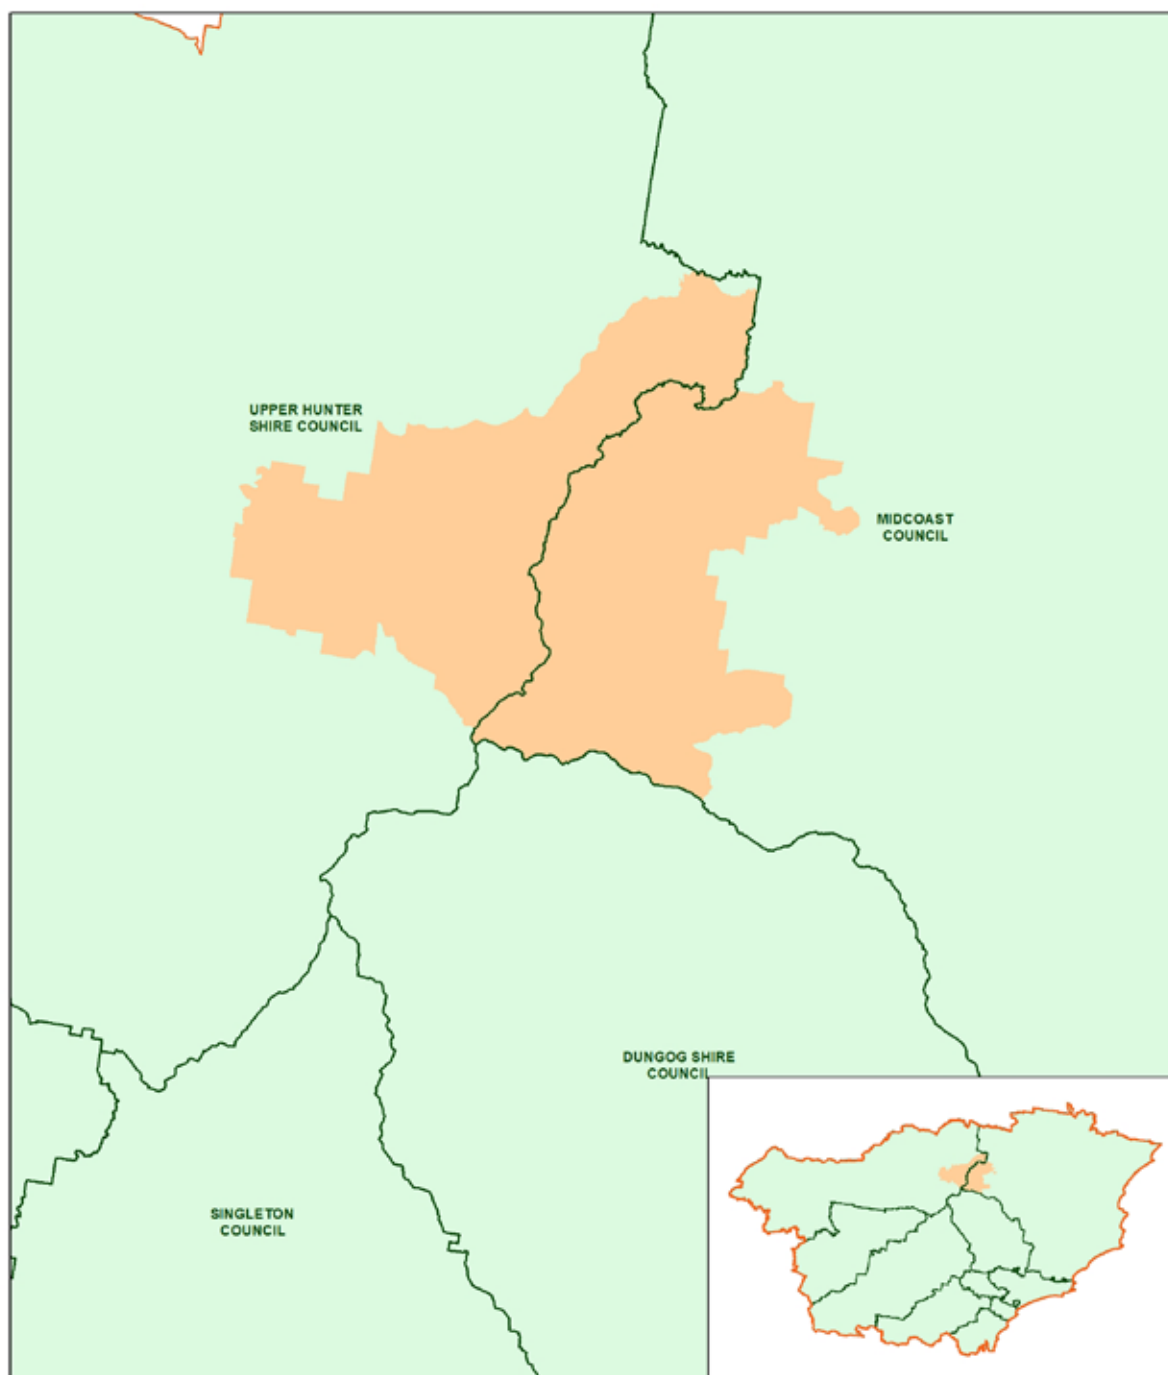 UPPER HUNTER
SHIRE COUNCIL
MIDCOAST
COUNCIL
DUNGOG SHIRE
COUNCIL
SINGLETON
COUNCIL